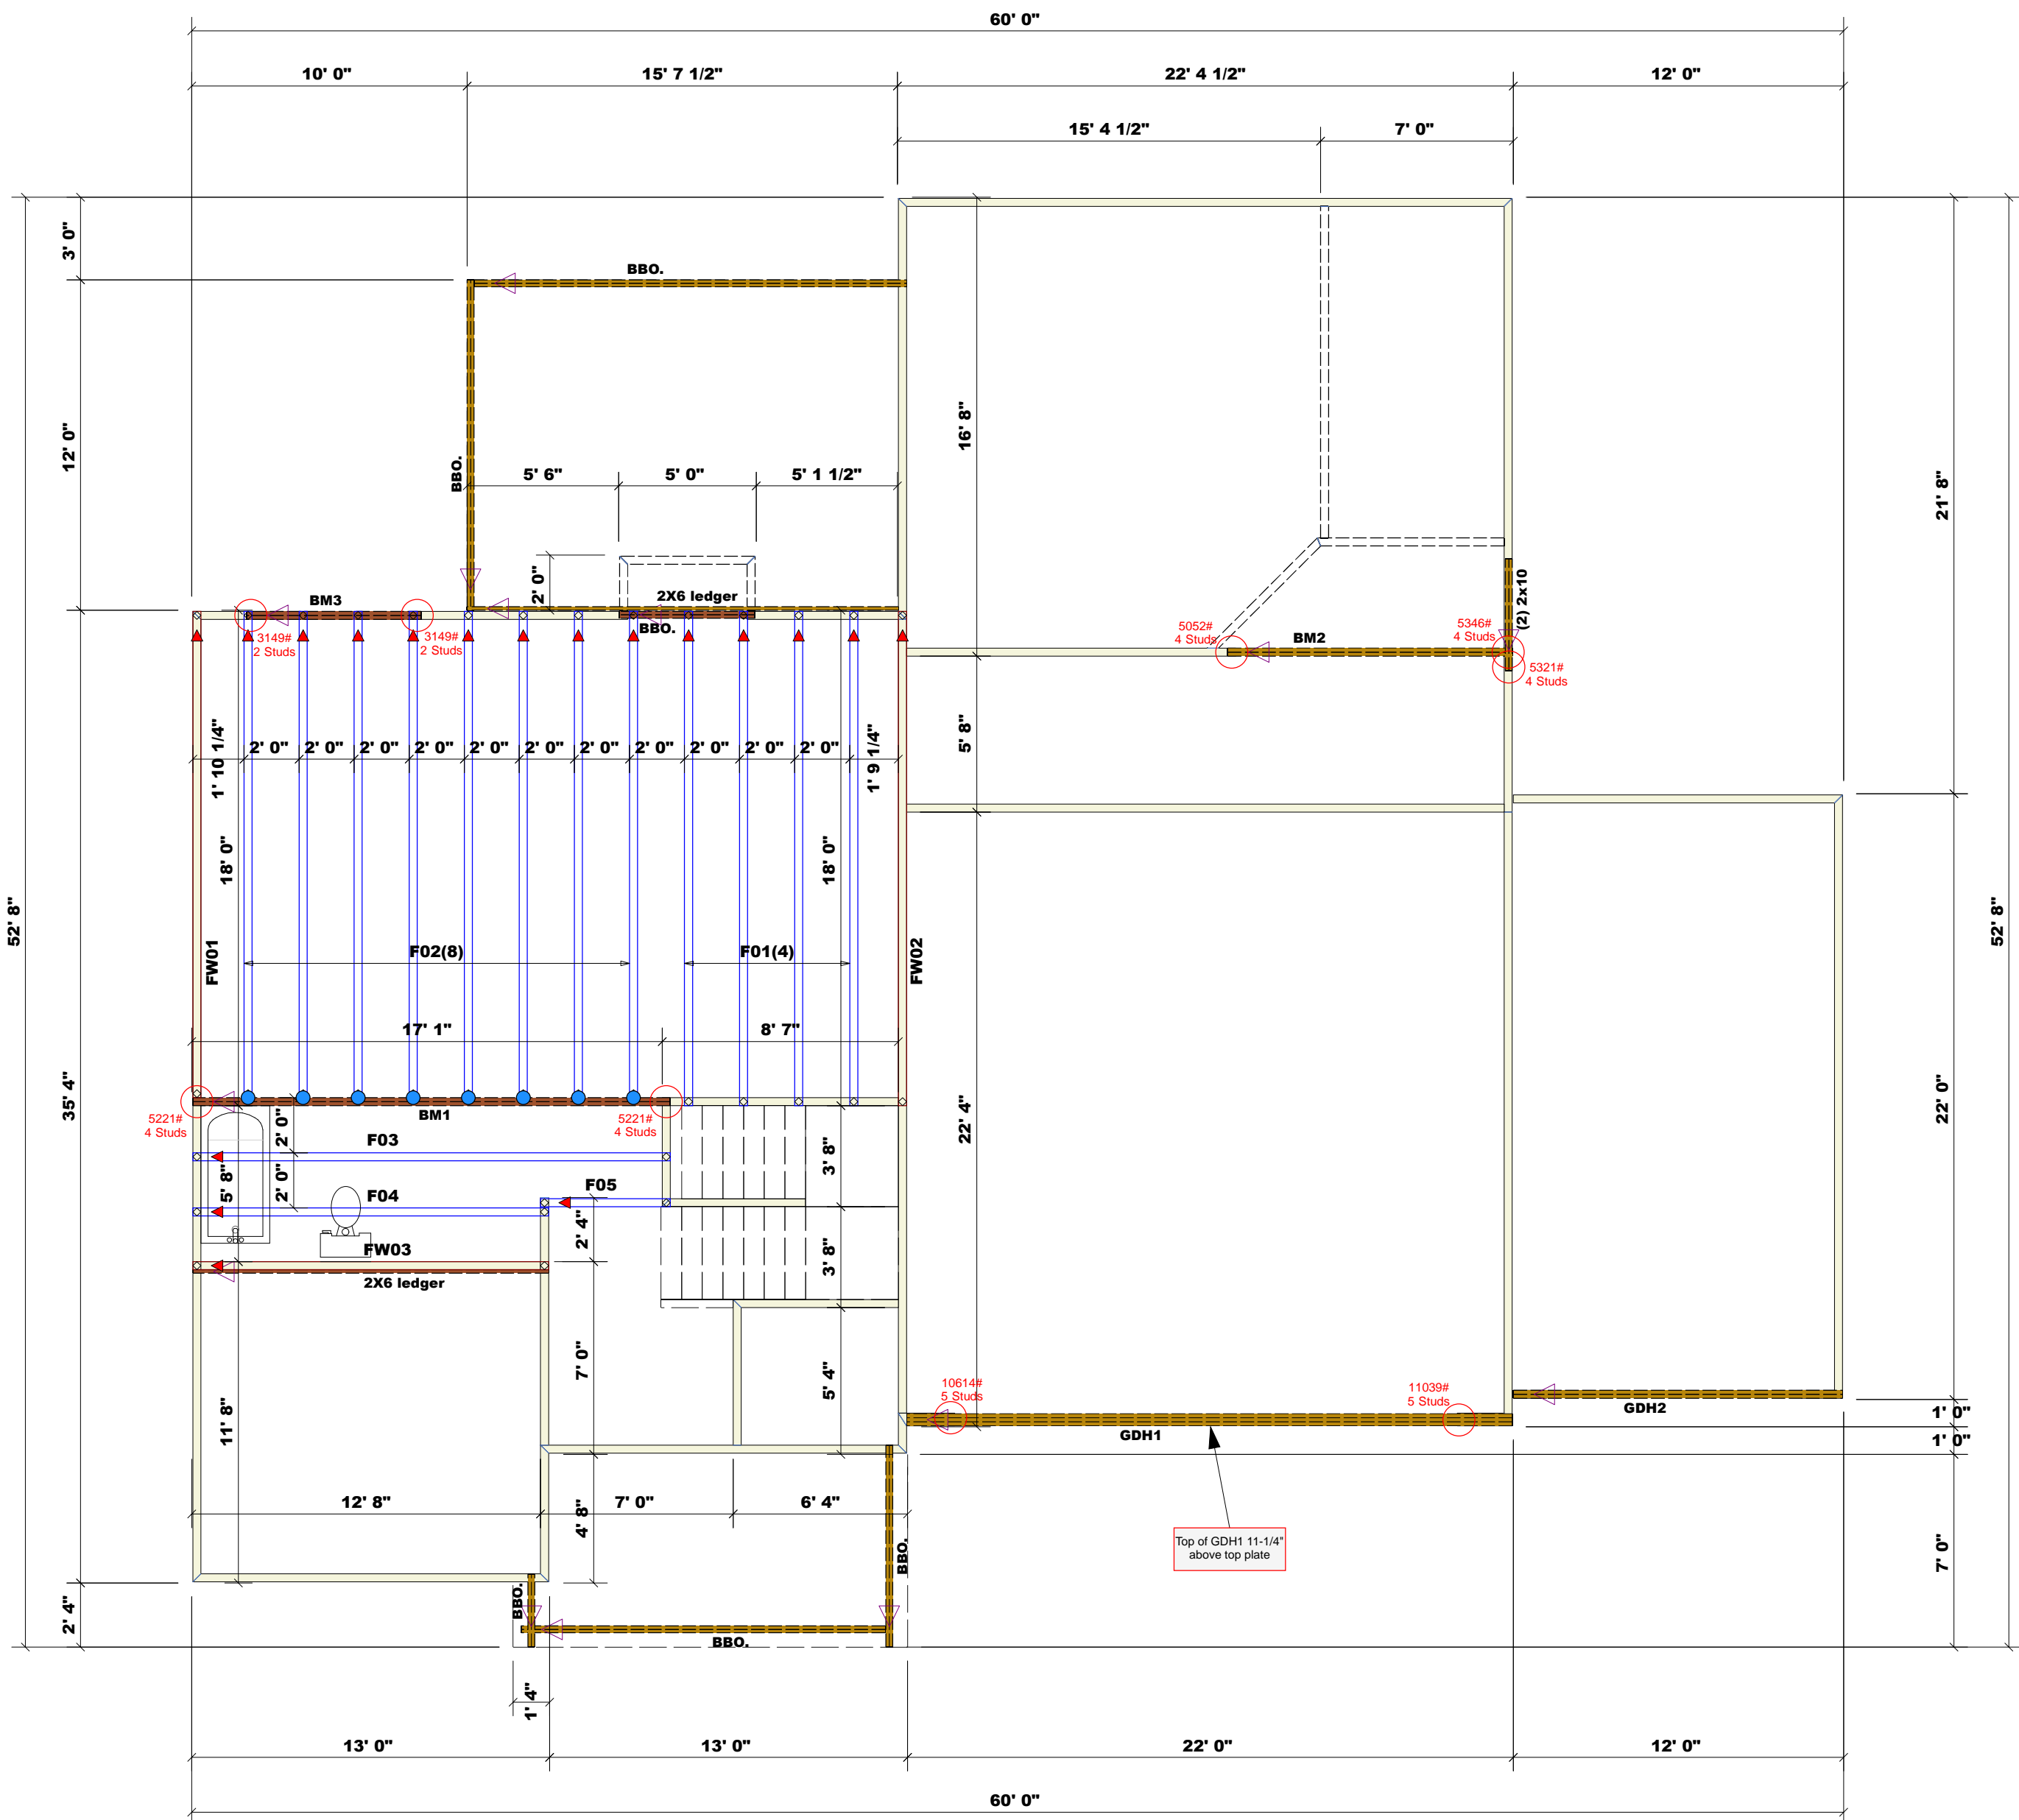 60' 0"
10' 0"
15' 7 1/2"
22' 4 1/2"
12' 0"
15' 4 1/2"
7' 0"
3' 0"
BBO.
12' 0"
16' 8"
21' 8"
BBO.
5' 6"
5' 0"
5' 1 1/2"
2' 0"
2X6 ledger
BM3
BBO.
3149#
2 Studs
3149#
2 Studs
5052#
4 Studs
BM2
5346#
4 Studs
(2) 2x10
5321#
4 Studs
1' 10 1/4"
2' 0"
2' 0"
2' 0"
2' 0"
2' 0"
2' 0"
2' 0"
2' 0"
2' 0"
2' 0"
2' 0"
1' 9 1/4"
5' 8"
18' 0"
18' 0"
52' 8"
52' 8"
FW01
F02(8)
F01(4)
FW02
17' 1"
8' 7"
35' 4"
22' 4"
22' 0"
5221#
4 Studs
BM1
5221#
4 Studs
2' 0"
F03
3' 8"
5' 8"
2' 0"
F04
F05
2' 4"
FW03
2X6 ledger
3' 8"
7' 0"
5' 4"
11' 8"
10614#
5 Studs
11039#
5 Studs
GDH1
GDH2
1' 0"
1' 0"
12' 8"
7' 0"
6' 4"
4' 8"
BBO.
Top of GDH1 11-1/4"
above top plate
7' 0"
2' 4"
BBO.
BBO.
1' 4"
13' 0"
13' 0"
22' 0"
12' 0"
60' 0"